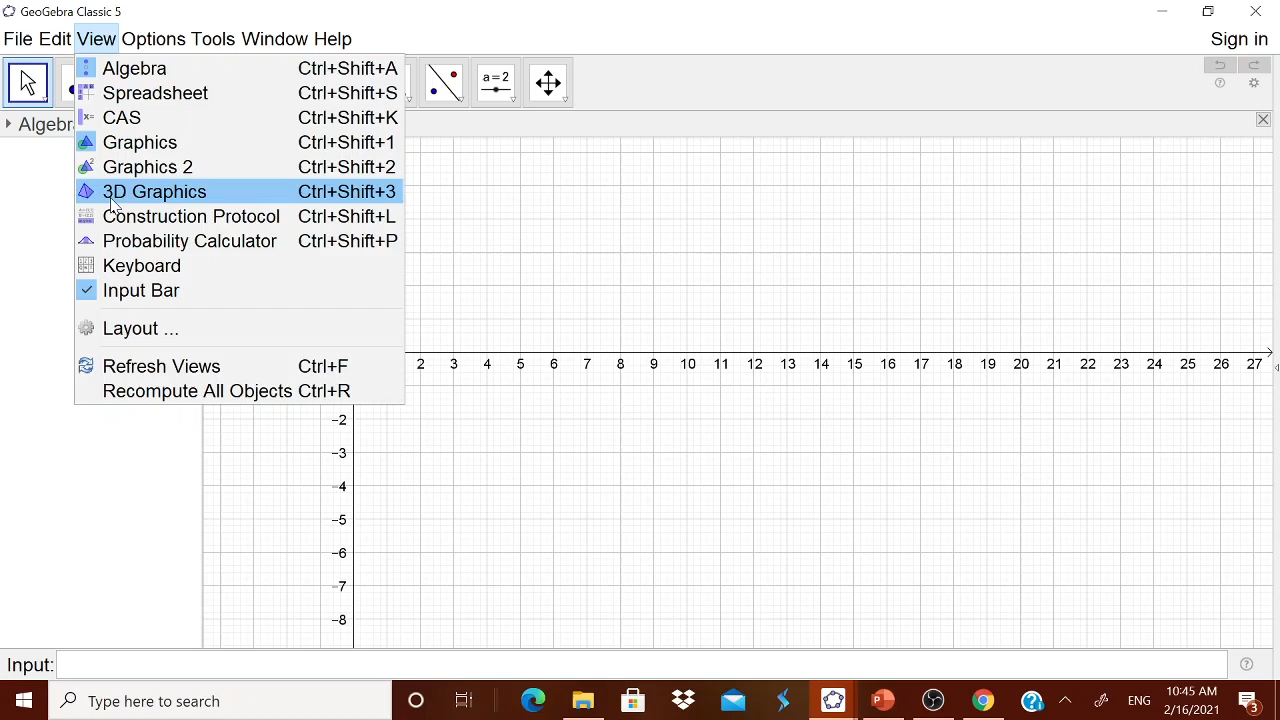 GeoGebra Classic 5
File Edit View Options Tools Window Help
Sign in
a=2
Algebra
Algebra Ctrl+Shift+A
Spreadsheet Ctrl+Shift+S
CAS Ctrl+Shift+K
Graphics Ctrl+Shift+1
Graphics 2 Ctrl+Shift+2
3D Graphics Ctrl+Shift+3
Construction Protocol Ctrl+Shift+L
Probability Calculator Ctrl+Shift+P
Keyboard
Input Bar
Layout ...
Refresh Views Ctrl+F
Recompute All Objects Ctrl+R
2 3 4 5 6 7 8 9 10 11 12 13 14 15 16 17 18 19 20 21 22 23 24 25 26 27
−2
−3
−4
−5
−6
−7
−8
Input:
Type here to search
ENG
10:45 AM
2/16/2021
3